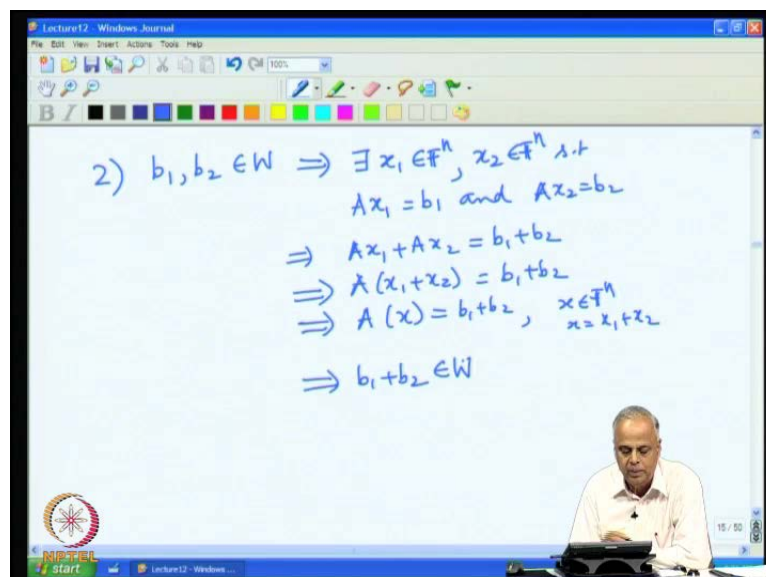 Lecture12 - Windows Journal
File Edit View Insert Actions Tools Help
100%
B I
2) b₁, b₂ ∈ W ⇒ ∃ x₁ ∈ 𝔽ⁿ, x₂ ∈ 𝔽ⁿ s.t
Ax₁ = b₁ and Ax₂ = b₂
⇒ Ax₁ + Ax₂ = b₁ + b₂
⇒ A(x₁ + x₂) = b₁ + b₂
⇒ A(x) = b₁ + b₂, x ∈ 𝔽ⁿ
x = x₁ + x₂
⇒ b₁ + b₂ ∈ W
15 / 50
NPTEL
start Lecture12 - Windows ...